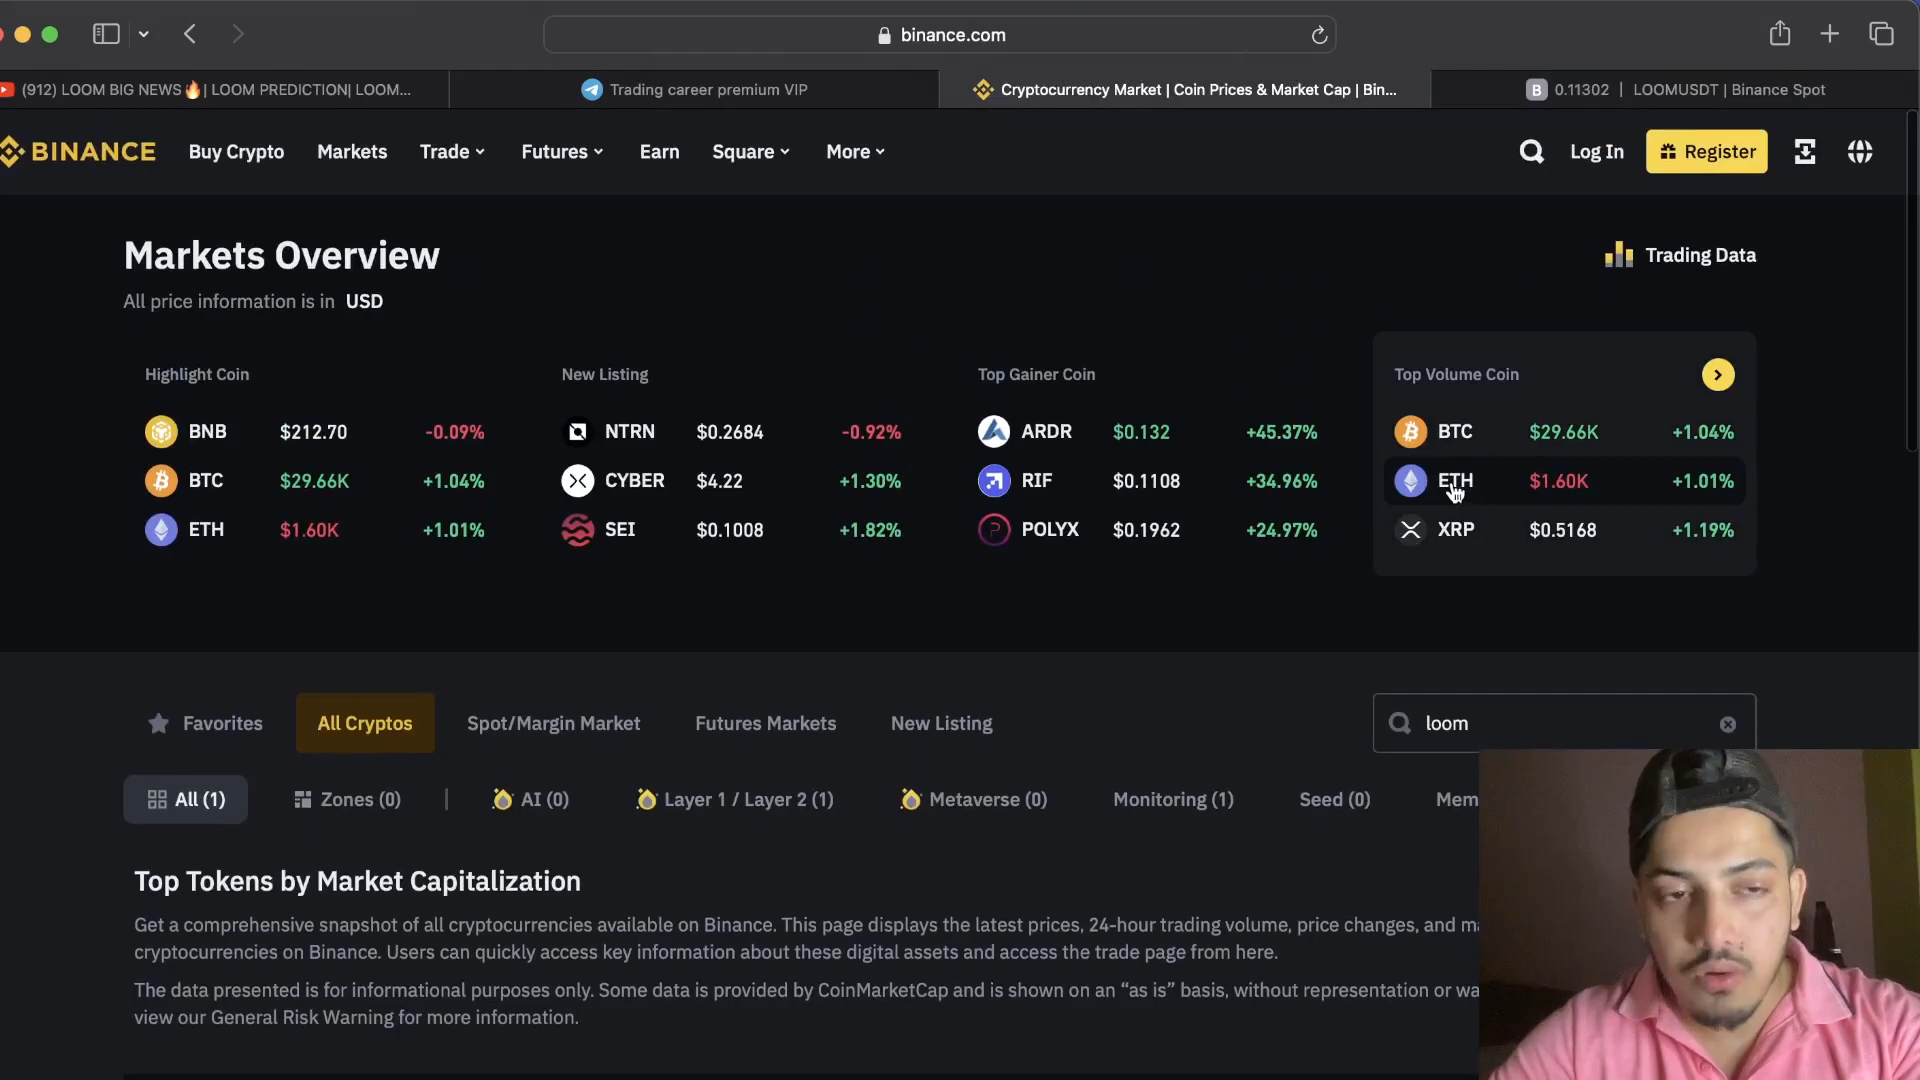 binance.com
(912) LOOM BIG NEWS🔥| LOOM PREDICTION| LOOM...
Trading career premium VIP
Cryptocurrency Market | Coin Prices & Market Cap | Bin...
B 0.11302 | LOOMUSDT | Binance Spot
BINANCE Buy Crypto Markets Trade Futures Earn Square More Log In Register
Markets Overview
Trading Data
All price information is in USD
Highlight Coin
BNB $212.70 -0.09%
BTC $29.66K +1.04%
ETH $1.60K +1.01%
New Listing
NTRN $0.2684 -0.92%
CYBER $4.22 +1.30%
SEI $0.1008 +1.82%
Top Gainer Coin
ARDR $0.132 +45.37%
RIF $0.1108 +34.96%
POLYX $0.1962 +24.97%
Top Volume Coin
BTC $29.66K +1.04%
ETH $1.60K +1.01%
XRP $0.5168 +1.19%
Favorites All Cryptos Spot/Margin Market Futures Markets New Listing loom
All (1) Zones (0) | AI (0) Layer 1 / Layer 2 (1) Metaverse (0) Monitoring (1) Seed (0) Mem
Top Tokens by Market Capitalization
Get a comprehensive snapshot of all cryptocurrencies available on Binance. This page displays the latest prices, 24-hour trading volume, price changes, and ma
cryptocurrencies on Binance. Users can quickly access key information about these digital assets and access the trade page from here.
The data presented is for informational purposes only. Some data is provided by CoinMarketCap and is shown on an “as is” basis, without representation or wa
view our General Risk Warning for more information.